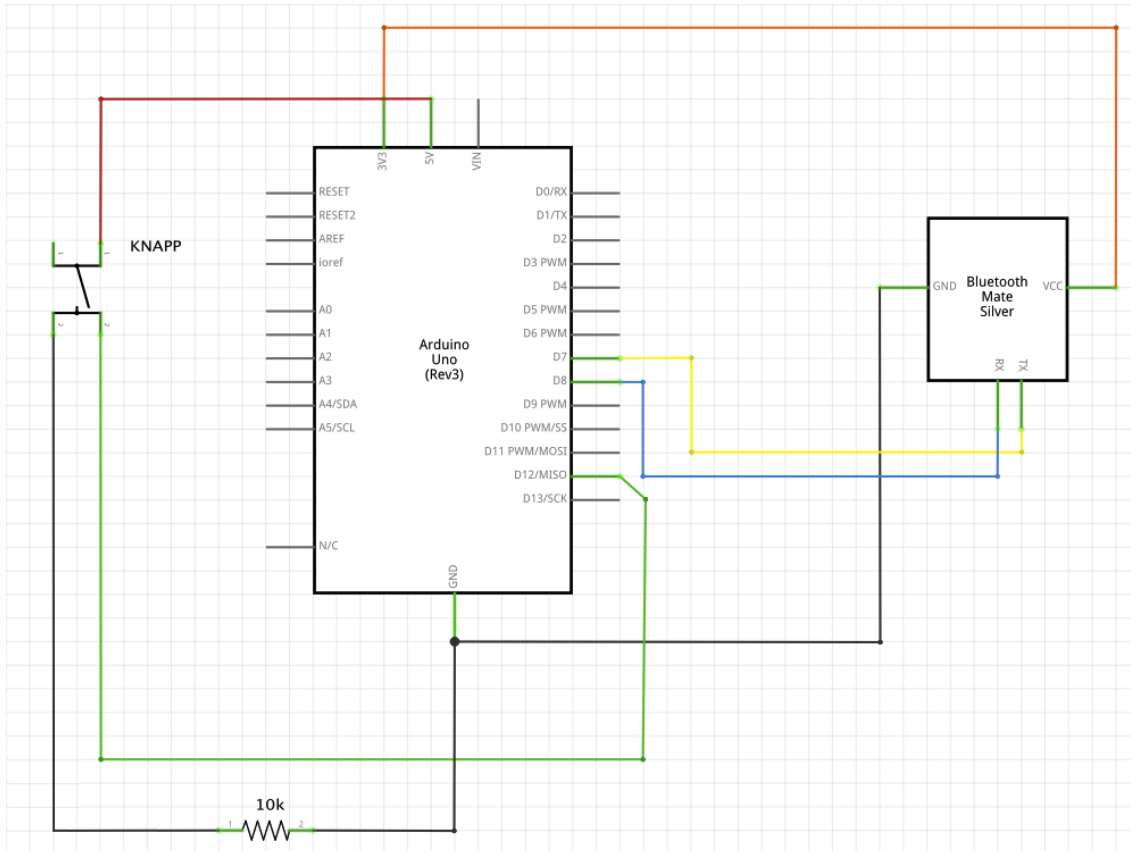 3V3
5V
VIN
RESET
RESET2
AREF
ioref
A0
A1
A2
A3
A4/SDA
A5/SCL
N/C
Arduino
Uno
(Rev3)
D0/RX
D1/TX
D2
D3 PWM
D4
D5 PWM
D6 PWM
D7
D8
D9 PWM
D10 PWM/SS
D11 PWM/MOSI
D12/MISO
D13/SCK
GND
KNAPP
1
1
2
2
GND
Bluetooth
Mate
Silver
VCC
RX
TX
10k
1
2